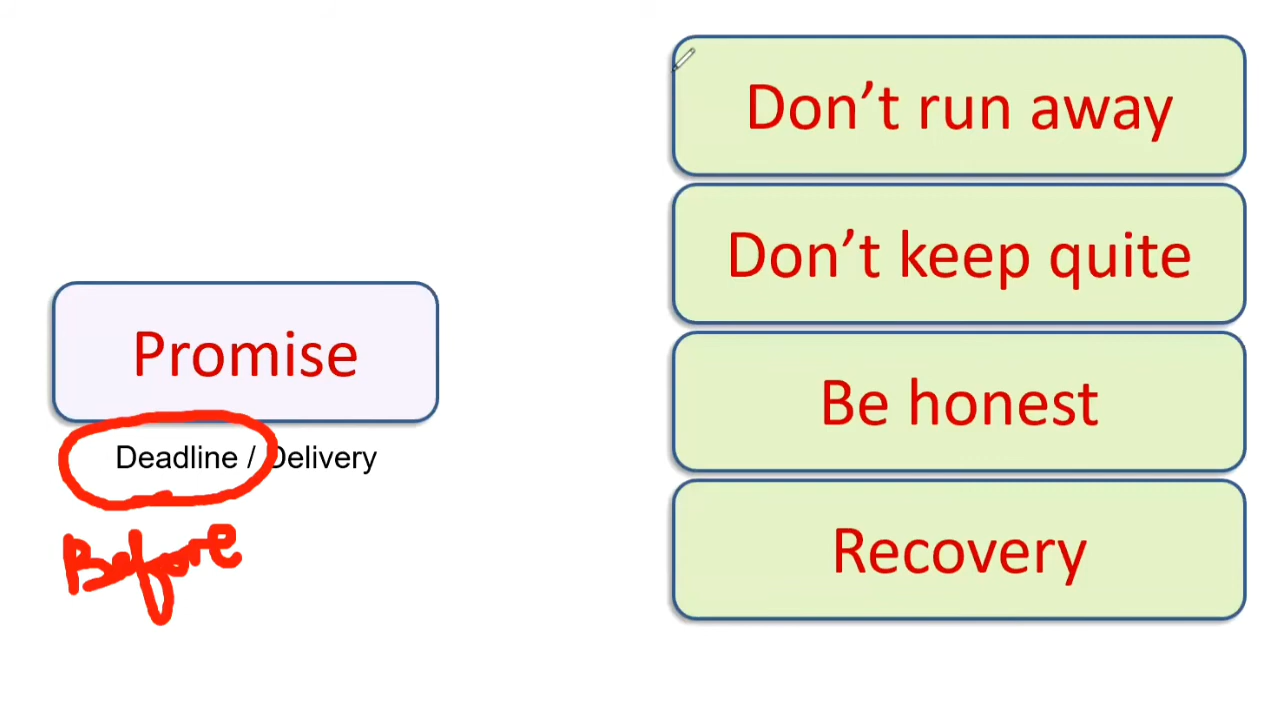 Promise
Deadline / Delivery
Before
Don’t run away
Don’t keep quite
Be honest
Recovery